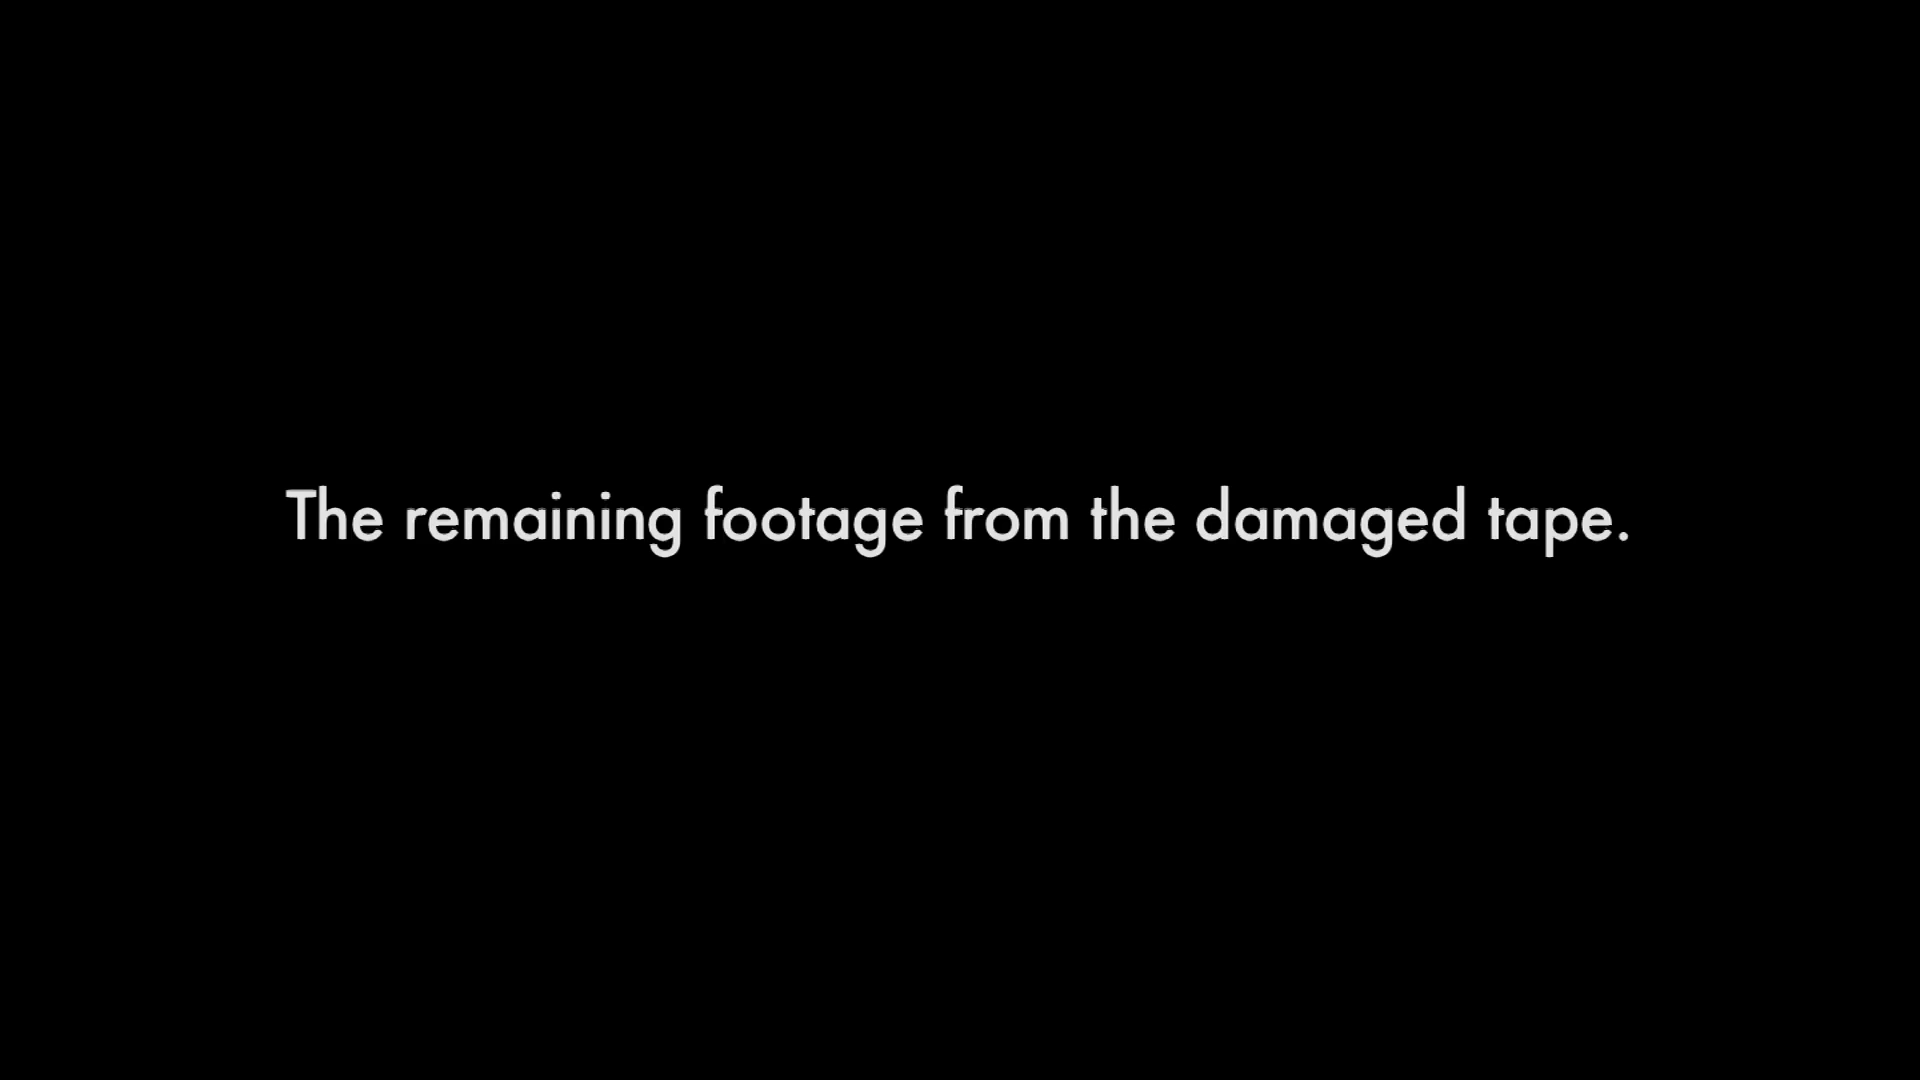 The remaining footage from the damaged tape.